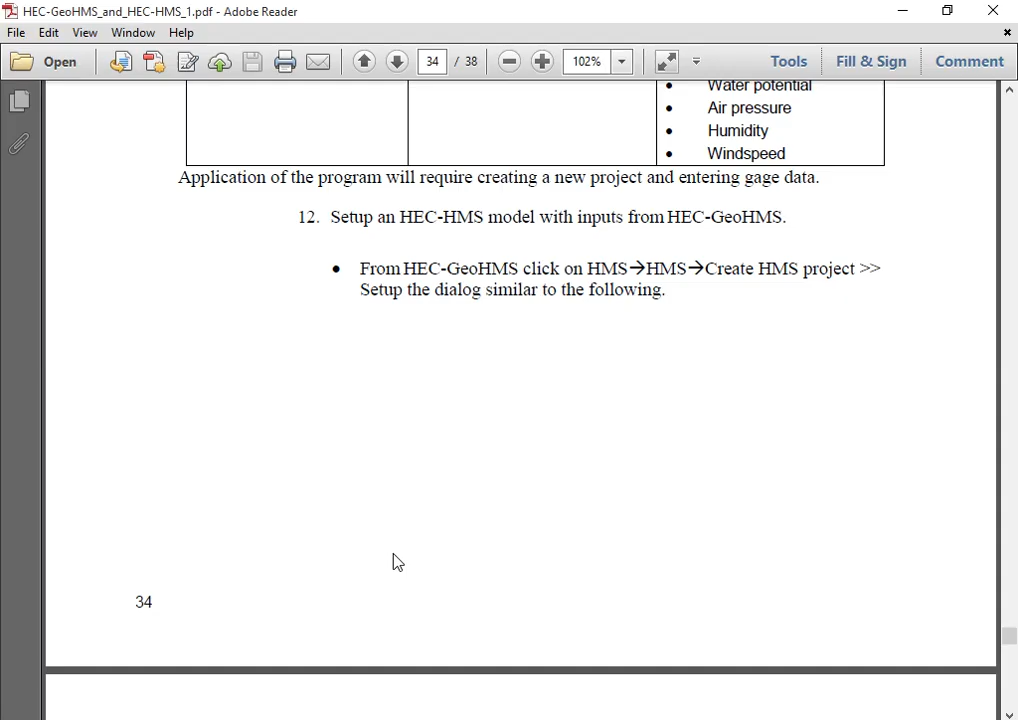 HEC-GeoHMS_and_HEC-HMS_1.pdf - Adobe Reader
File Edit View Window Help
Open 34 / 38 102% Tools Fill & Sign Comment
• Water potential
• Air pressure
• Humidity
• Windspeed
Application of the program will require creating a new project and entering gage data.
12. Setup an HEC-HMS model with inputs from HEC-GeoHMS.
• From HEC-GeoHMS click on HMS→HMS→Create HMS project >>
Setup the dialog similar to the following.
34